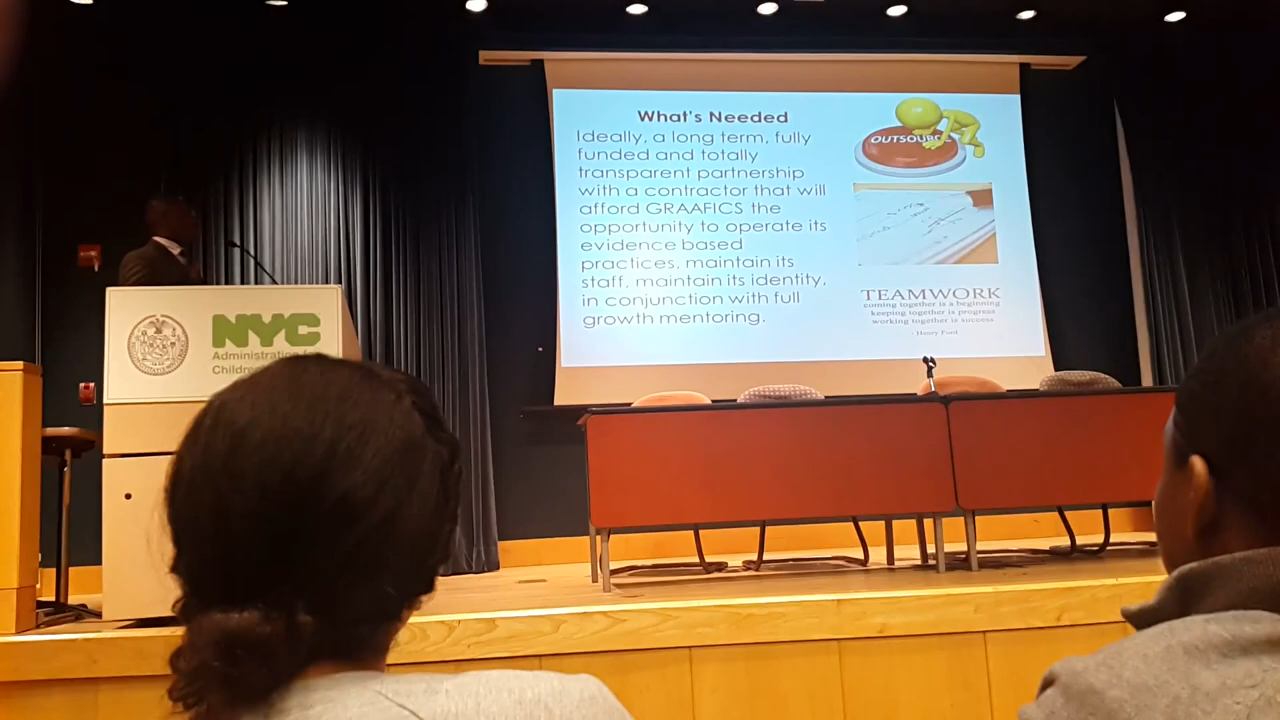 What's Needed
Ideally, a long term, fully
funded and totally
transparent partnership
with a contractor that will
afford GRAAFICS the
opportunity to operate its
evidence based
practices, maintain its
staff, maintain its identity,
in conjunction with full
growth mentoring.
OUTSOURC
TEAMWORK
coming together is a beginning
keeping together is progress
working together is success
- Henry Ford
NYC
Administration for
Children